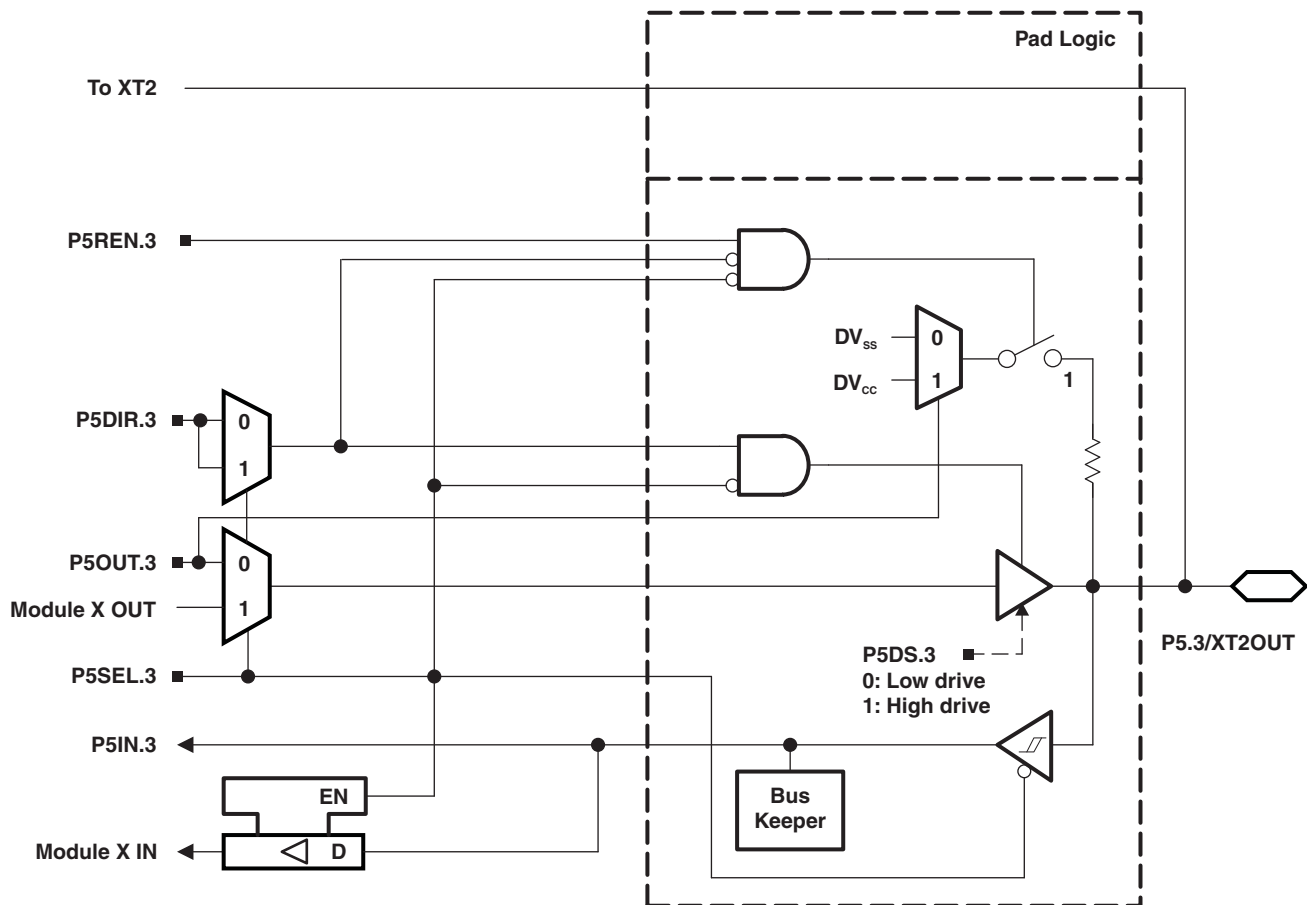 Pad Logic
To XT2
P5REN.3
DVSS
0
DVCC
1
1
P5DIR.3
0
1
P5OUT.3
0
Module X OUT
1
P5SEL.3
P5DS.3
0: Low drive
1: High drive
P5.3/XT2OUT
P5IN.3
EN
Bus
Keeper
Module X IN
D